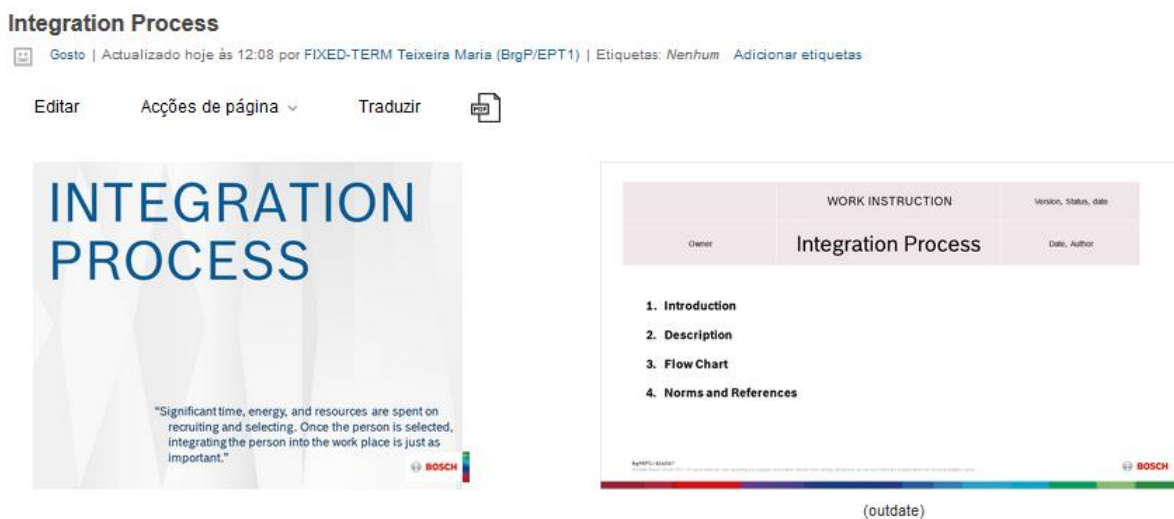 Integration Process
Gosto | Actualizado hoje às 12:08 por FIXED-TERM Teixeira Maria (BrgP/EPT1) | Etiquetas: Nenhum Adicionar etiquetas
Editar Acções de página Traduzir PDF
INTEGRATION
PROCESS
"Significant time, energy, and resources are spent on
recruiting and selecting. Once the person is selected,
integrating the person into the work place is just as
important."
BOSCH
WORK INSTRUCTION Version, Status, date
Owner Integration Process Date, Author
1. Introduction
2. Description
3. Flow Chart
4. Norms and References
BOSCH
(outdate)